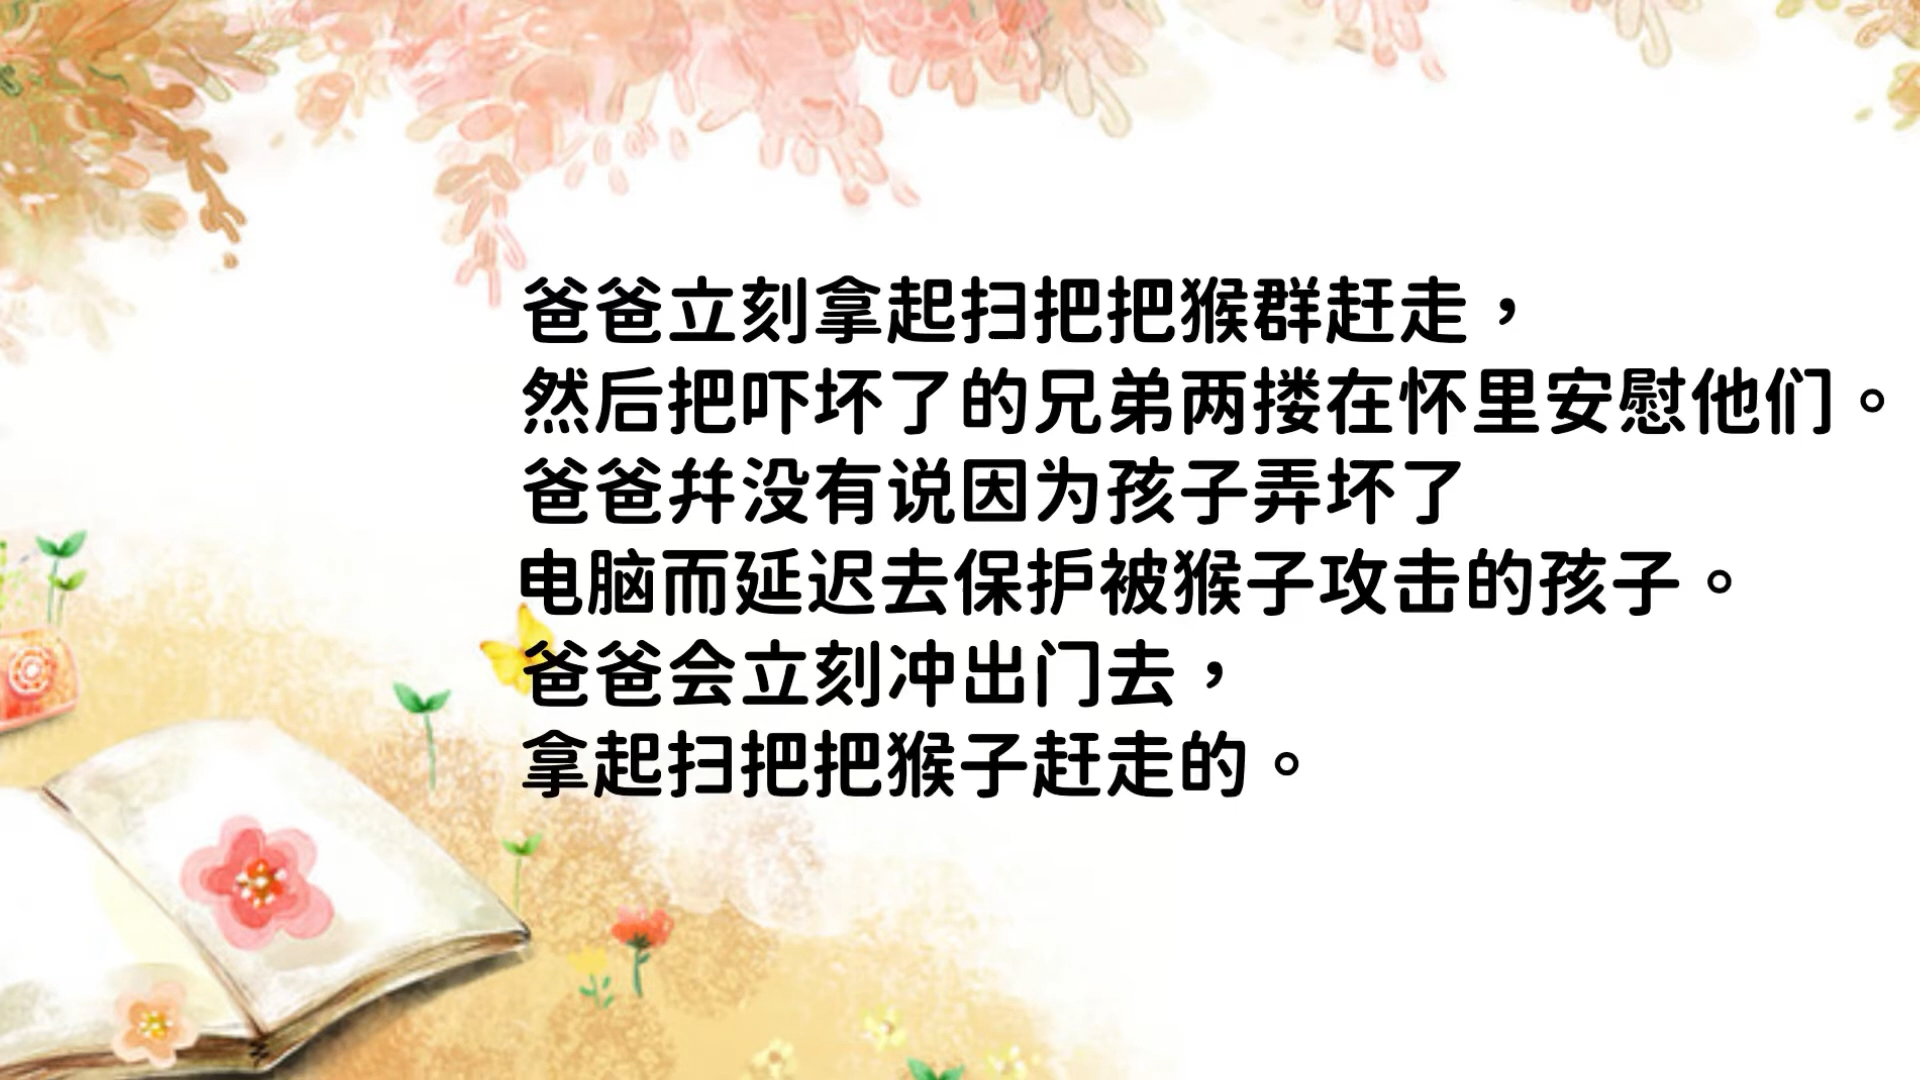 爸爸立刻拿起扫把把猴群赶走，
然后把吓坏了的兄弟两搂在怀里安慰他们。
爸爸幷没有说因为孩子弄坏了
电脑而延迟去保护被猴子攻击的孩子。
爸爸会立刻冲出门去，
拿起扫把把猴子赶走的。